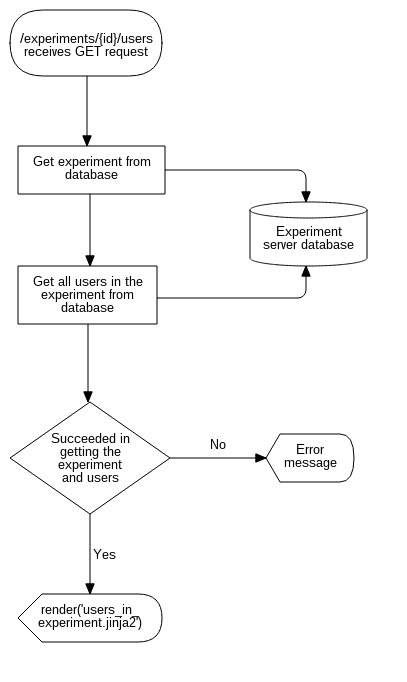 /experiments/{id}/users
receives GET request
Get experiment from
database
Experiment
server database
Get all users in the
experiment from
database
Succeeded in
getting the
experiment
and users
No
Error
message
Yes
render('users_in_
experiment.jinja2')